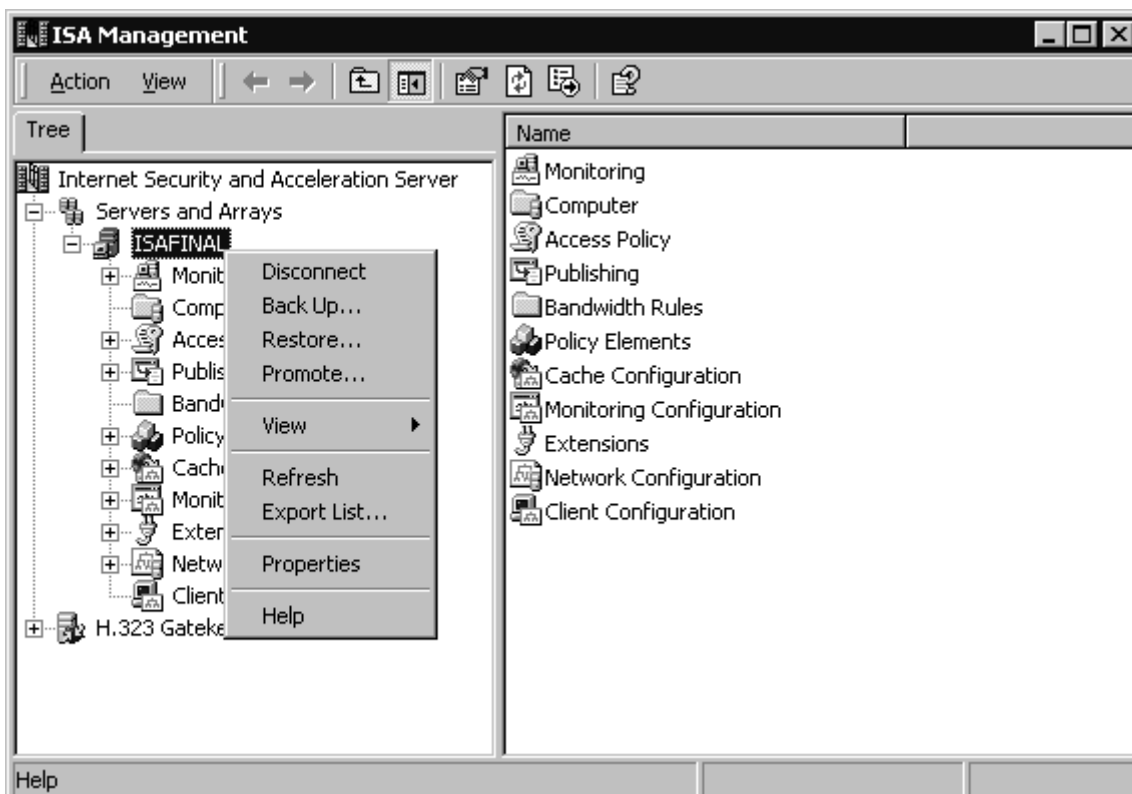 ISA Management
Action View
Tree
Name
Internet Security and Acceleration Server
Servers and Arrays
ISAFINAL
Monit
Comp
Acces
Publis
Band
Policy
Cach
Monit
Exter
Netw
Client
H.323 Gateke
Disconnect
Back Up...
Restore...
Promote...
View
Refresh
Export List...
Properties
Help
Monitoring
Computer
Access Policy
Publishing
Bandwidth Rules
Policy Elements
Cache Configuration
Monitoring Configuration
Extensions
Network Configuration
Client Configuration
Help